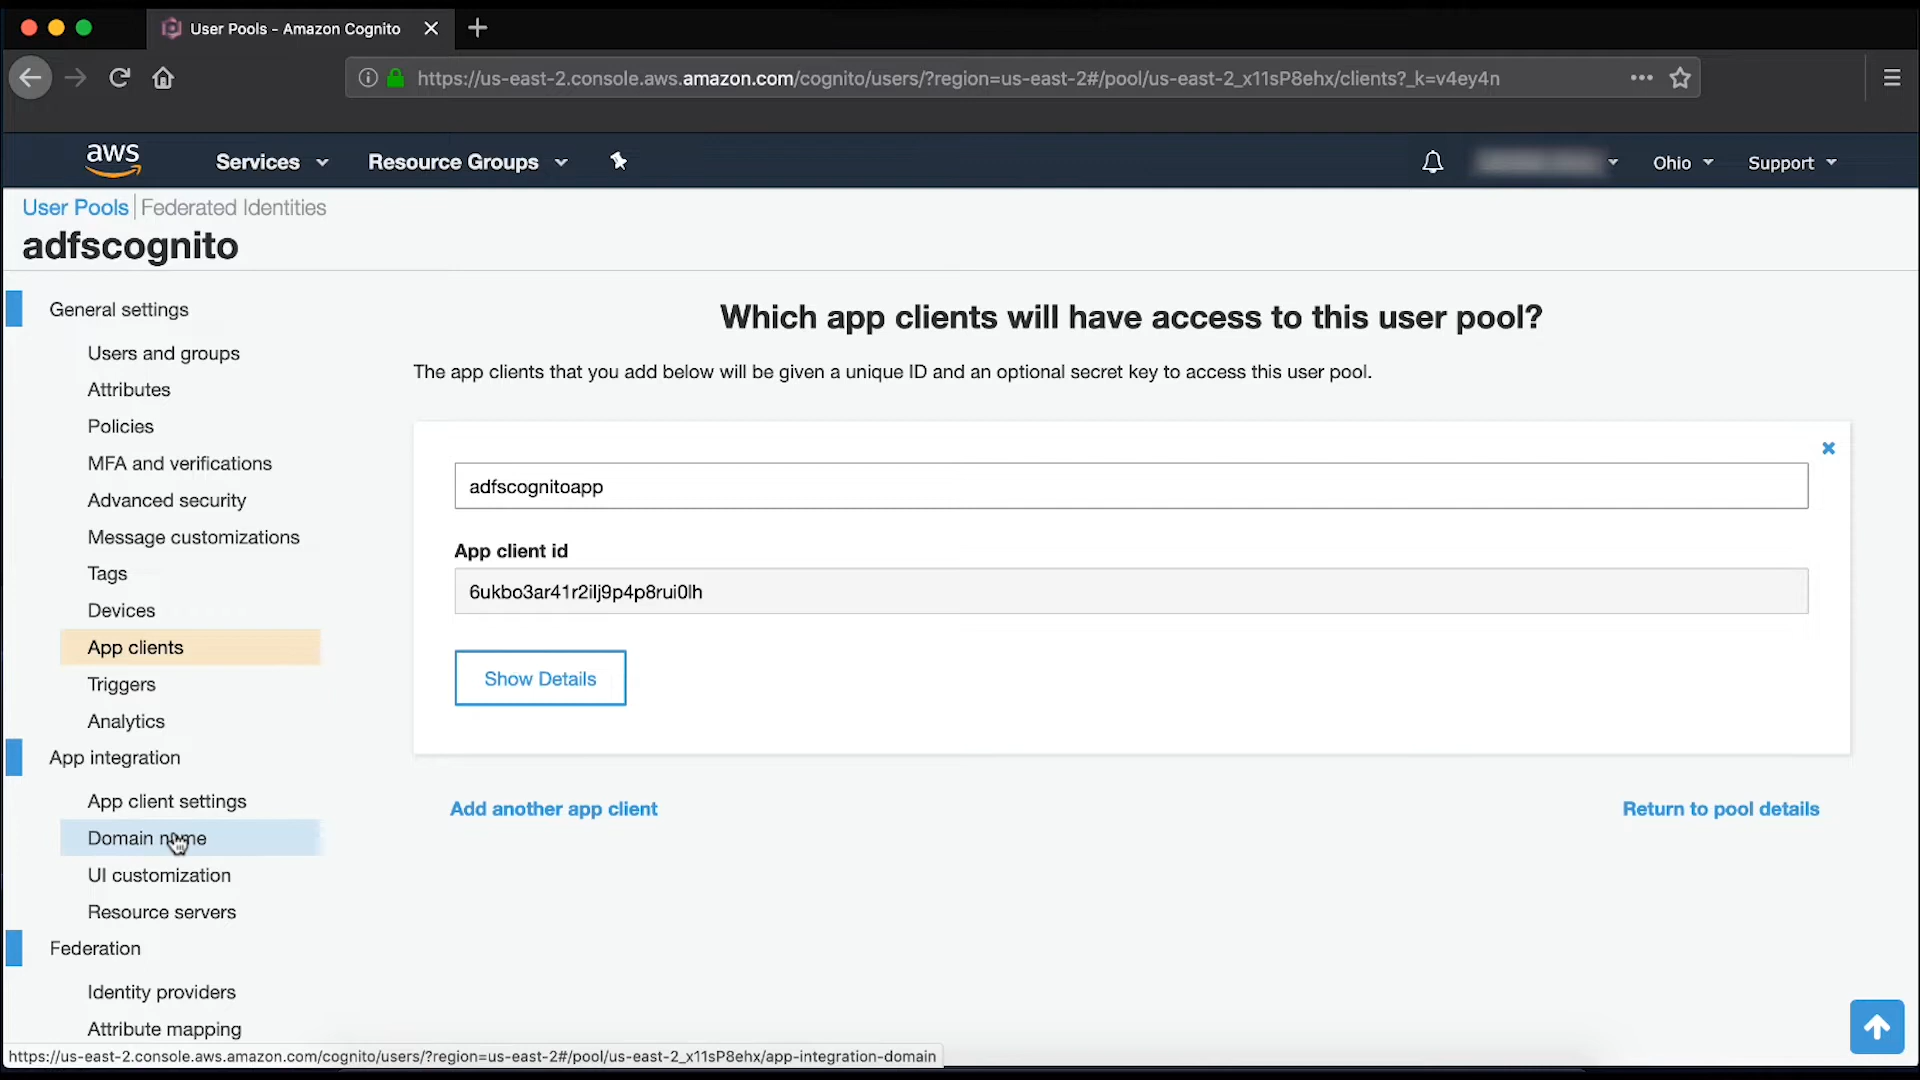 User Pools - Amazon Cognito
https://us-east-2.console.aws.amazon.com/cognito/users/?region=us-east-2#/pool/us-east-2_x11sP8ehx/clients?_k=v4ey4n
aws
Services
Resource Groups
Ohio
Support
User Pools
Federated Identities
adfscognito
General settings
Users and groups
Attributes
Policies
MFA and verifications
Advanced security
Message customizations
Tags
Devices
App clients
Triggers
Analytics
App integration
App client settings
Domain name
UI customization
Resource servers
Federation
Identity providers
Attribute mapping
Which app clients will have access to this user pool?
The app clients that you add below will be given a unique ID and an optional secret key to access this user pool.
adfscognitoapp
App client id
6ukbo3ar41r2ilj9p4p8rui0lh
Show Details
Add another app client
Return to pool details
https://us-east-2.console.aws.amazon.com/cognito/users/?region=us-east-2#/pool/us-east-2_x11sP8ehx/app-integration-domain